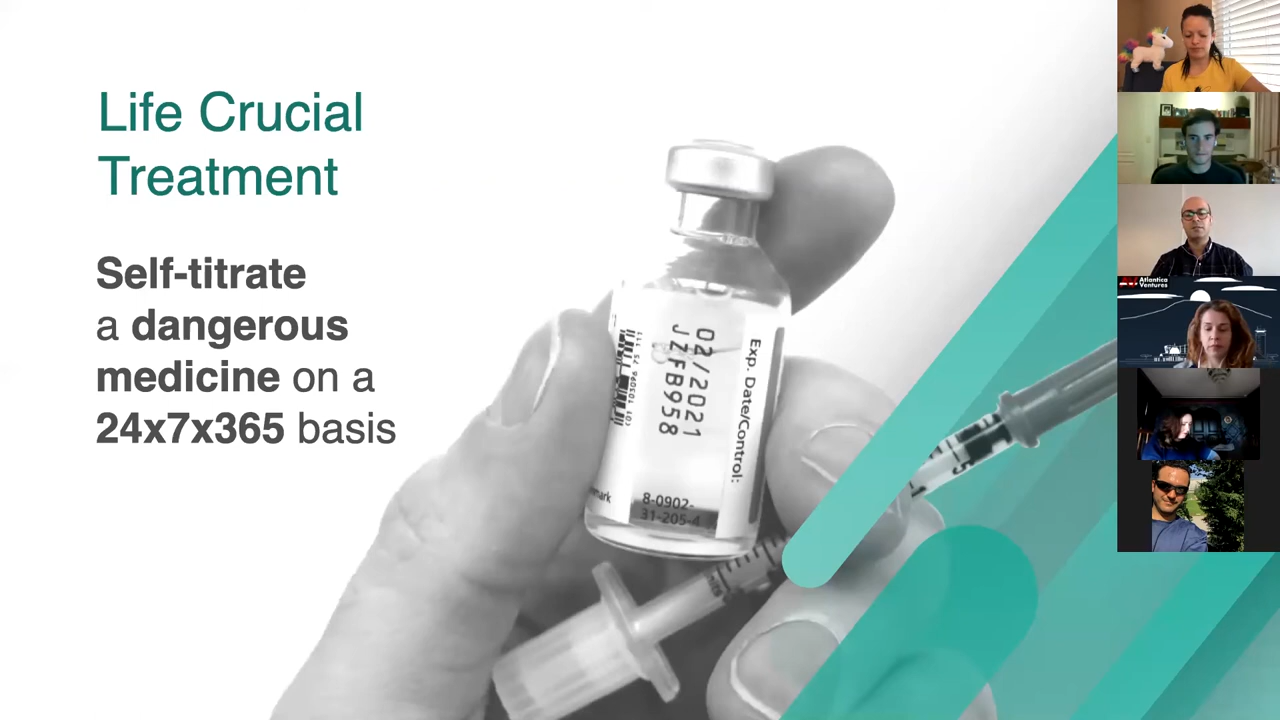 Life Crucial
Treatment
Self-titrate
a dangerous
medicine on a
24x7x365 basis
02/2021
JZFB958
Exp. Date/Control:
8-0902-
31-205-4
Atlantica
Ventures